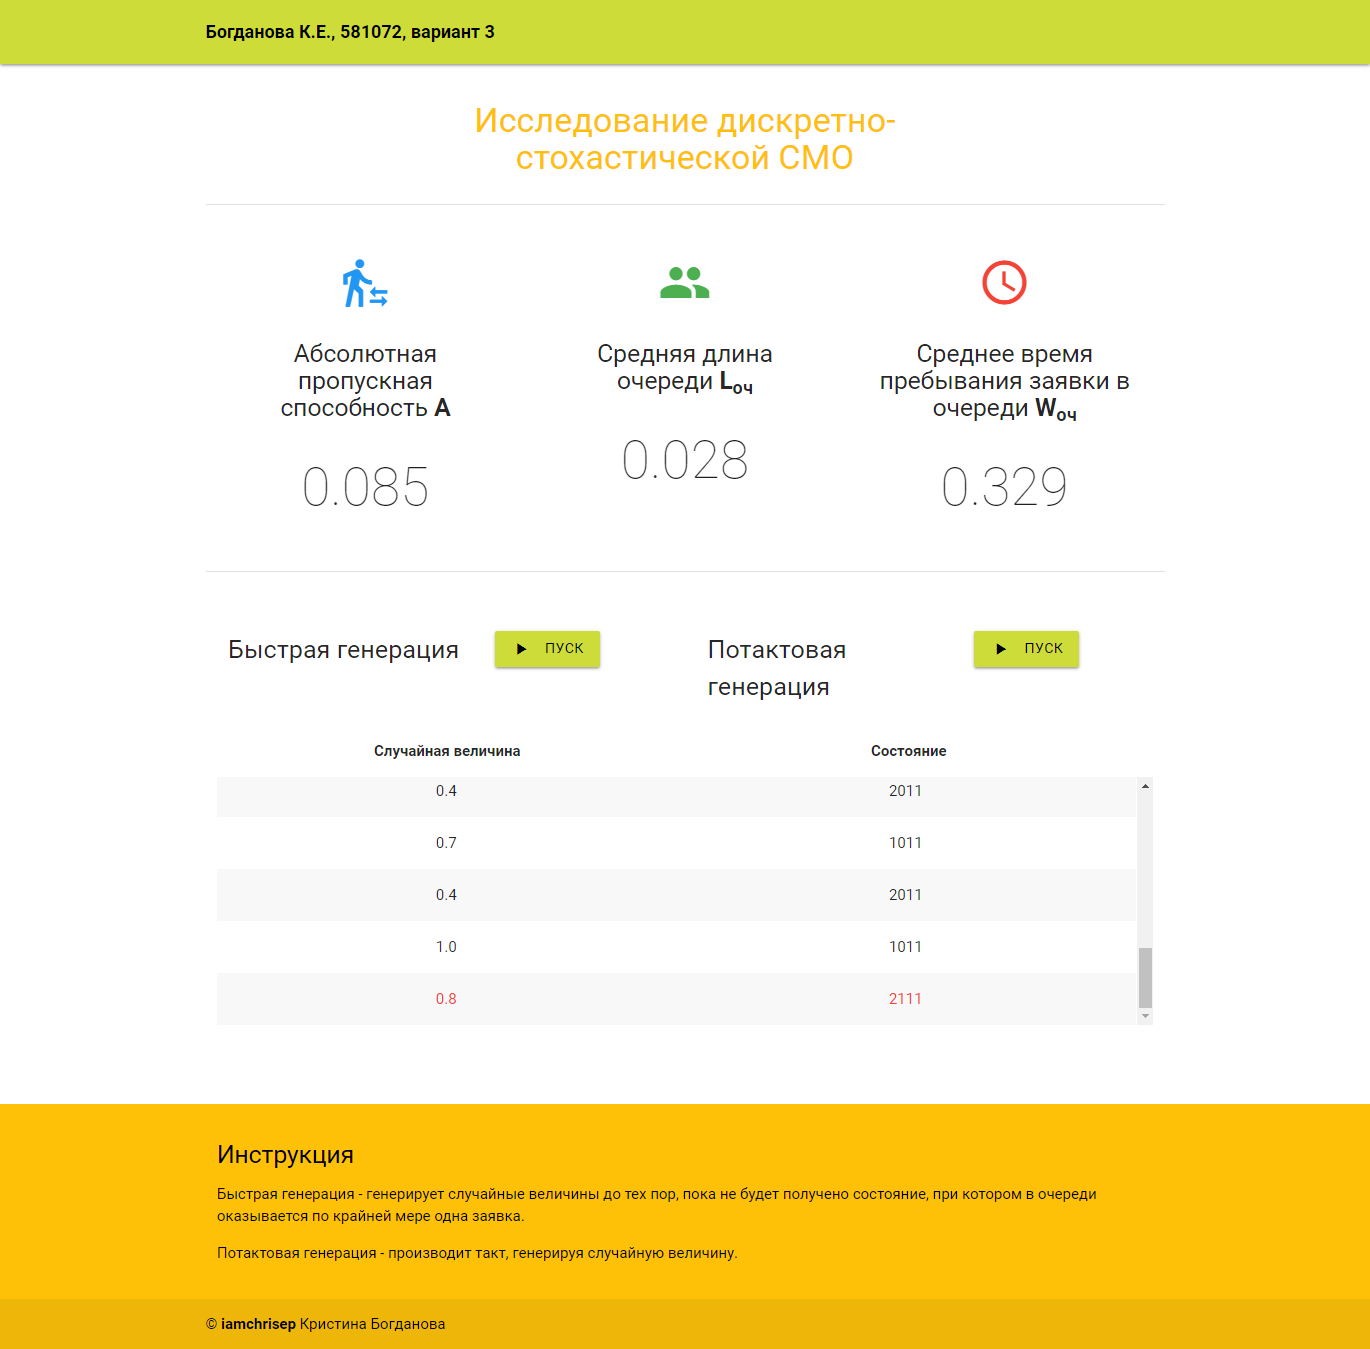 Богданова К.Е., 581072, вариант 3
Исследование дискретно-
стохастической СМО
Абсолютная
пропускная
способность A
0.085
Средняя длина
очереди Lоч
0.028
Среднее время
пребывания заявки в
очереди Wоч
0.329
Быстрая генерация
ПУСК
Потактовая
генерация
ПУСК
Случайная величина Состояние
0.4 2011
0.7 1011
0.4 2011
1.0 1011
0.8 2111
Инструкция
Быстрая генерация - генерирует случайные величины до тех пор, пока не будет получено состояние, при котором в очереди
оказывается по крайней мере одна заявка.
Потактовая генерация - производит такт, генерируя случайную величину.
© iamchrisep Кристина Богданова